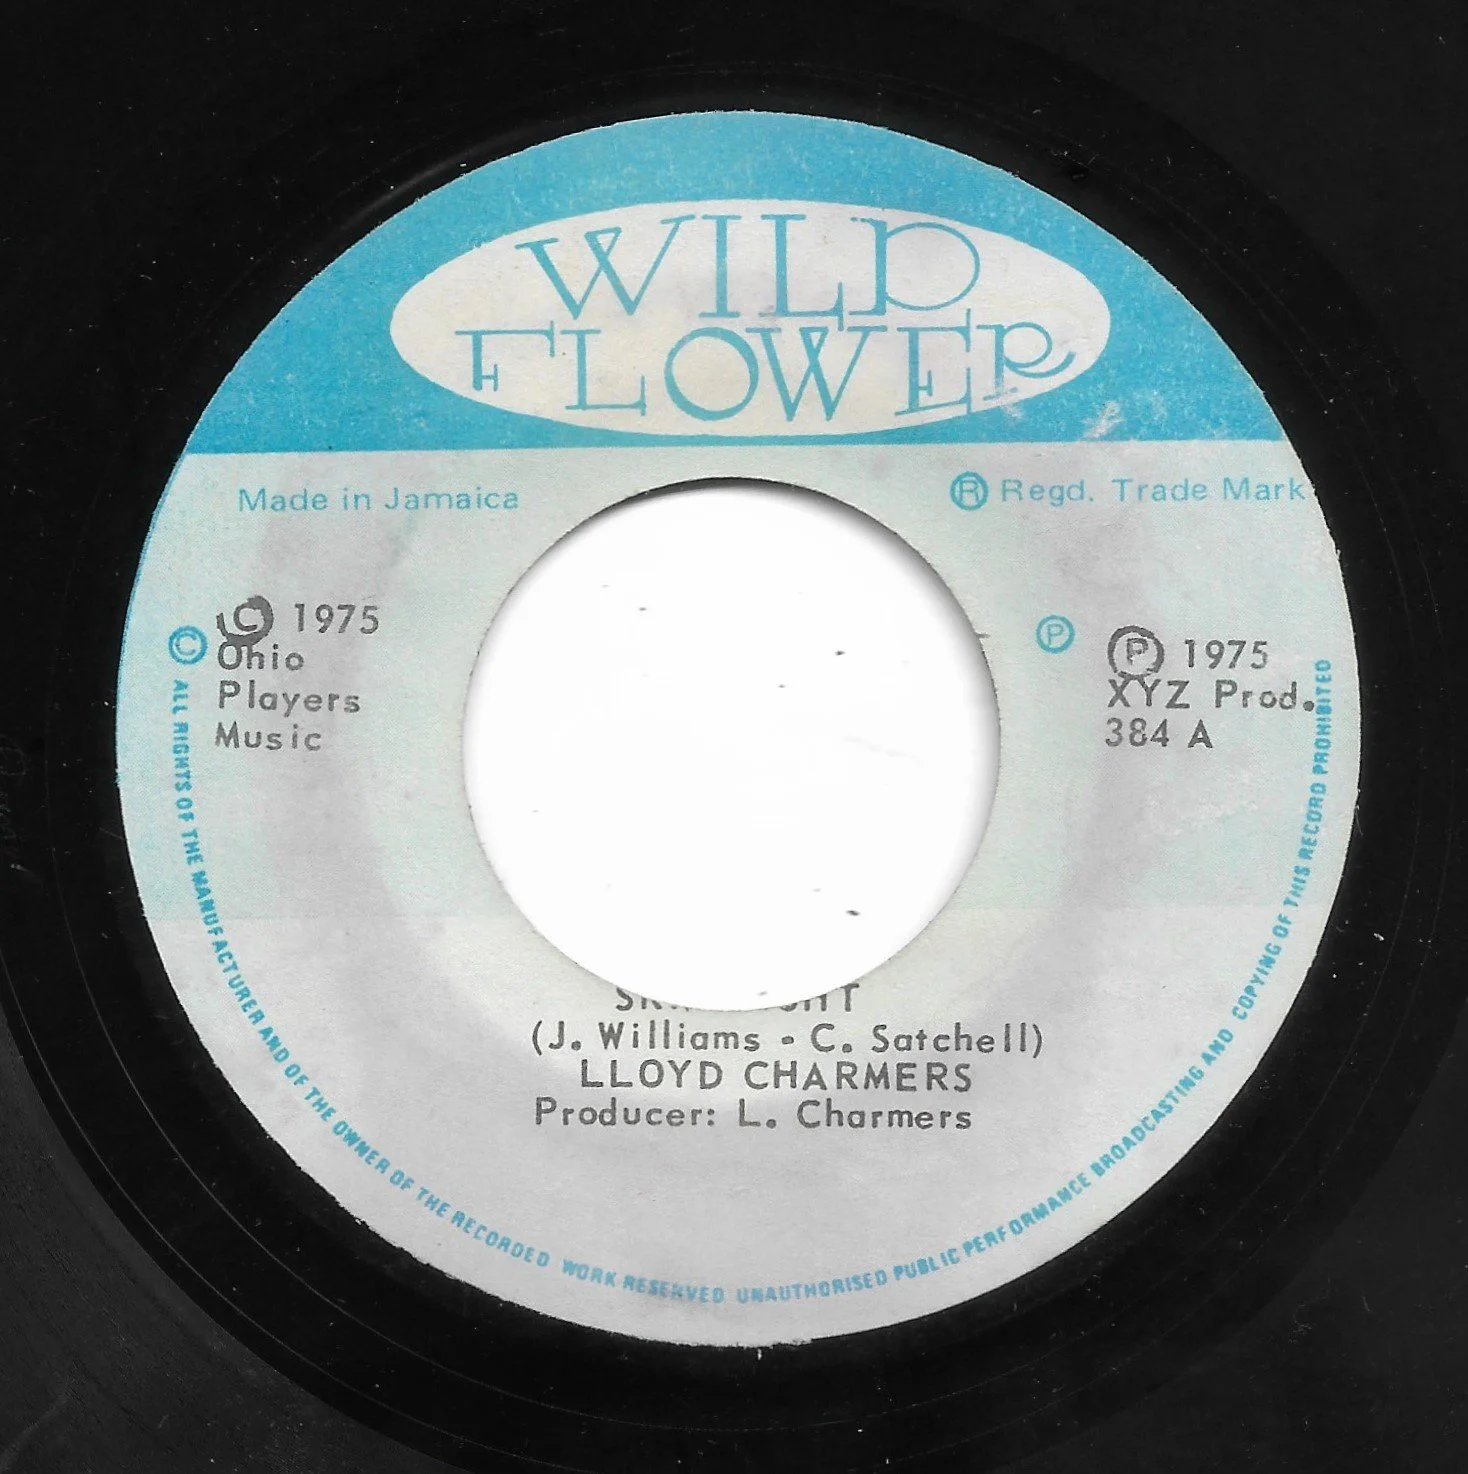 WILD
FLOWER
Made in Jamaica
® Regd. Trade Mark
© 1975
Ohio
Players
Music
©
℗
℗ 1975
XYZ Prod.
384 A
(J. Williams - C. Satchell)
LLOYD CHARMERS
Producer: L. Charmers
ALL RIGHTS OF THE MANUFACTURER AND OF THE OWNER OF THE RECORDED WORK RESERVED UNAUTHORISED PUBLIC PERFORMANCE BROADCASTING AND COPYING OF THIS RECORD PROHIBITED